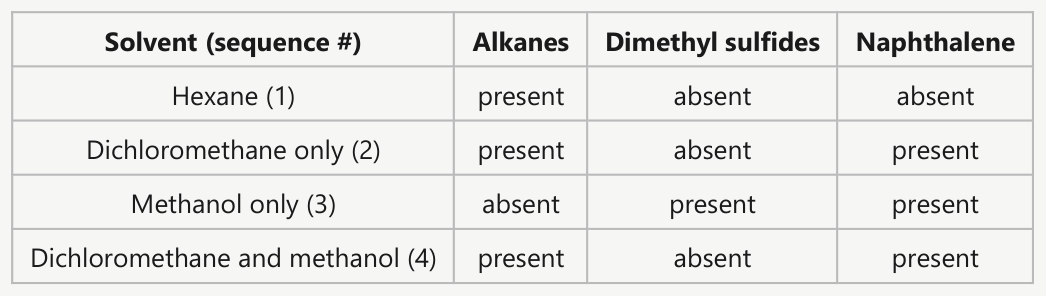 Solvent (sequence #) Alkanes Dimethyl sulfides Naphthalene
Hexane (1) present absent absent
Dichloromethane only (2) present absent present
Methanol only (3) absent present present
Dichloromethane and methanol (4) present absent present